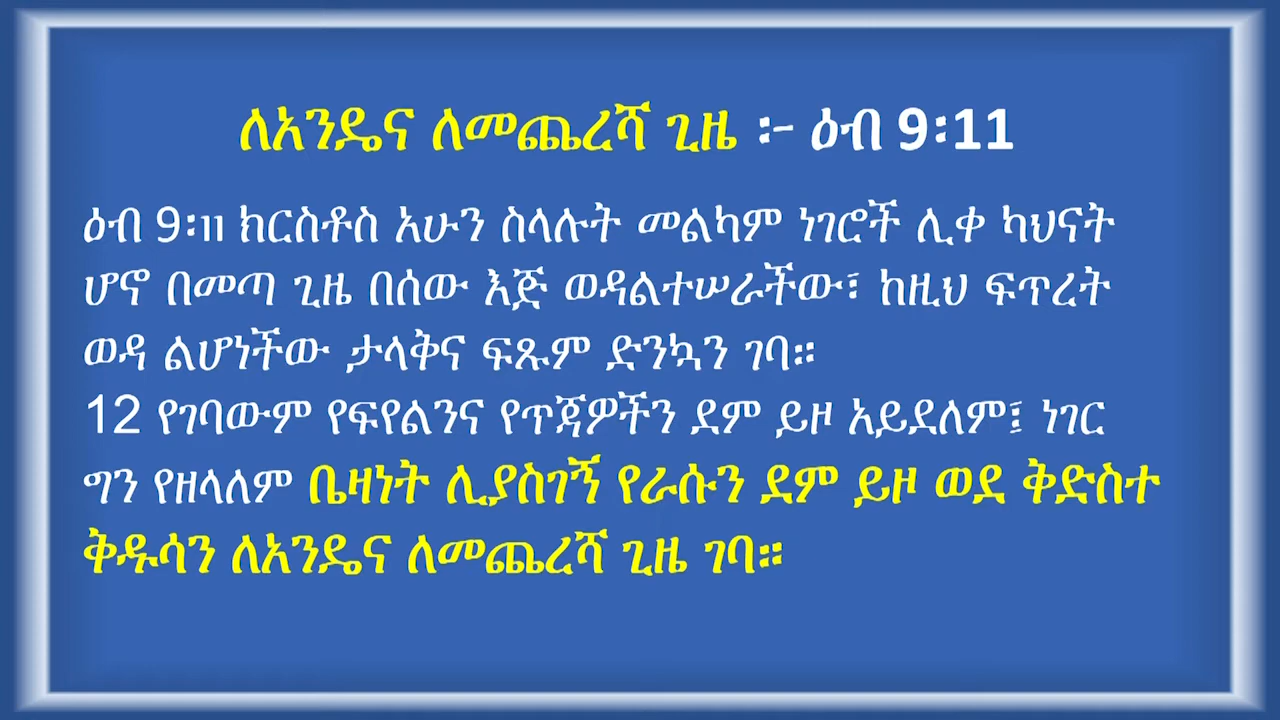 ለአንዴና ለመጨረሻ ጊዜ ፡- ዕብ 9፡11
ዕብ 9፡11 ክርስቶስ አሁን ስላሉት መልካም ነገሮች ሊቀ ካህናት
ሆኖ በመጣ ጊዜ በሰው እጅ ወዳልተሠራችው፣ ከዚህ ፍጥረት
ወዳ ልሆነችው ታላቅና ፍጹም ድንኳን ገባ።
12 የገባውም የፍየልንና የጥጃዎችን ደም ይዞ አይደለም፤ ነገር
ግን የዘላለም ቤዛነት ሊያስገኝ የራሱን ደም ይዞ ወደ ቅድስተ
ቅዱሳን ለአንዴና ለመጨረሻ ጊዜ ገባ።